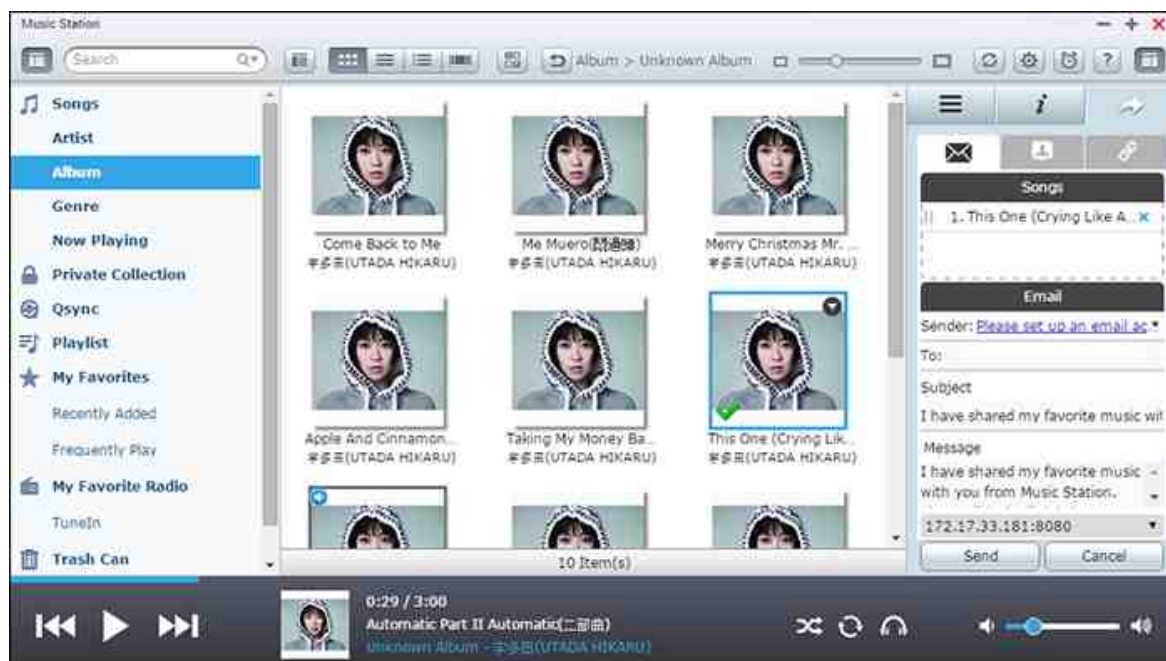 Music Station
Search
Album > Unknown Album
?
Songs
Artist
Album
Genre
Now Playing
Private Collection
Qsync
Playlist
My Favorites
Recently Added
Frequently Play
My Favorite Radio
TuneIn
Trash Can
Come Back to Me
(UTADA HIKARU)
Me Muero
(UTADA HIKARU)
Merry Christmas Mr. ...
(UTADA HIKARU)
Apple And Cinnamon...
(UTADA HIKARU)
Taking My Money Ba...
(UTADA HIKARU)
This One (Crying Lik...
(UTADA HIKARU)
10 Item(s)
i
Songs
1. This One (Crying Like A...
Email
Sender: Please set up an email ac
To:
Subject
I have shared my favorite music wit
Message
I have shared my favorite music
with you from Music Station.
172.17.33.181:8080
Send
Cancel
0:29 / 3:00
Automatic Part II Automatic(二部曲)
Unknown Album - (UTADA HIKARU)